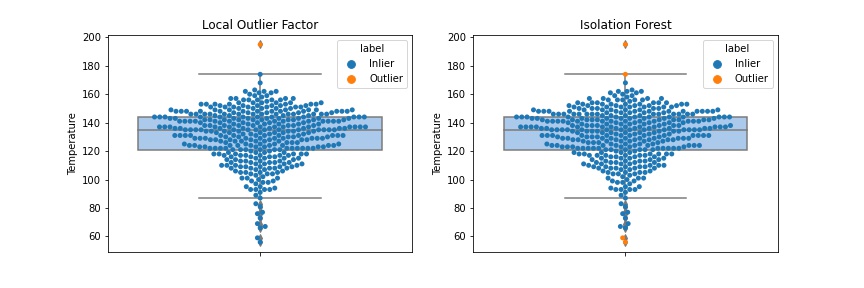 Local Outlier Factor
200
180
160
140
120
100
80
60
Temperature
label
Inlier
Outlier
Isolation Forest
200
180
160
140
120
100
80
60
Temperature
label
Inlier
Outlier